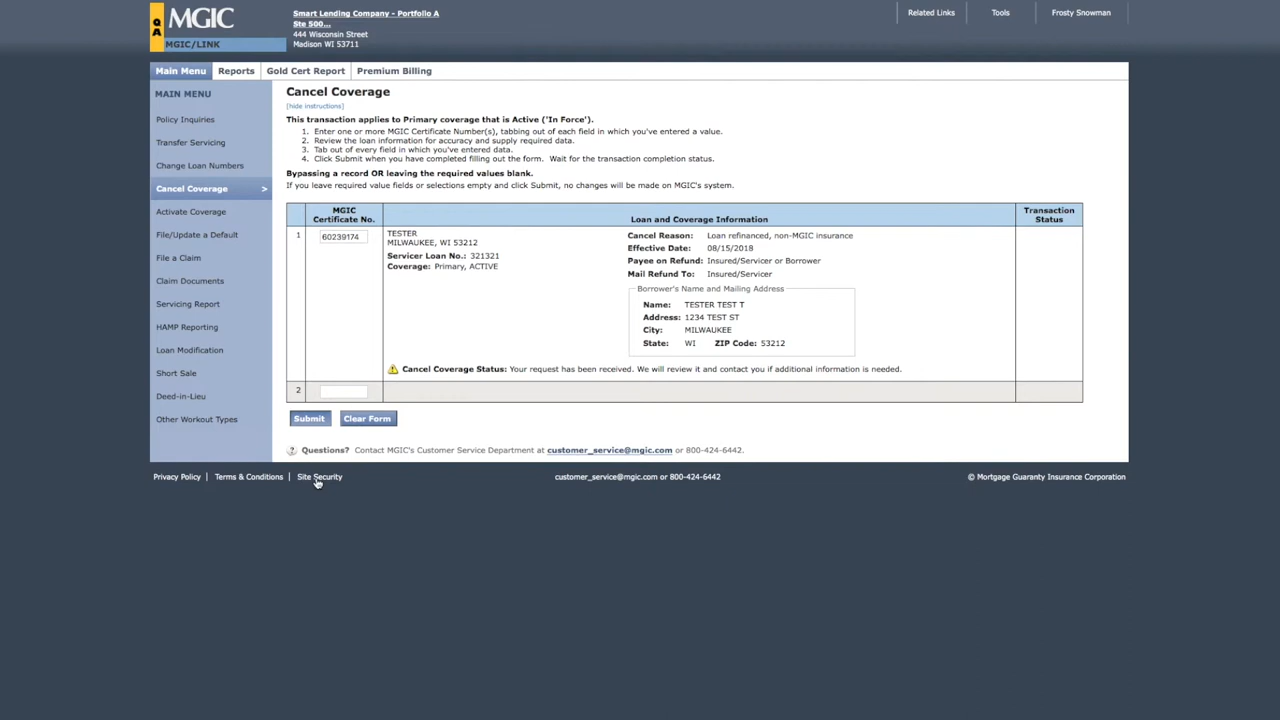 QA
MGIC
MGIC/LINK
Smart Lending Company - Portfolio A
Ste 500...
444 Wisconsin Street
Madison WI 53711
Related Links
Tools
Frosty Snowman
Main Menu
Reports
Gold Cert Report
Premium Billing
MAIN MENU
Policy Inquiries
Transfer Servicing
Change Loan Numbers
Cancel Coverage >
Activate Coverage
File/Update a Default
File a Claim
Claim Documents
Servicing Report
HAMP Reporting
Loan Modification
Short Sale
Deed-in-Lieu
Other Workout Types
Cancel Coverage
[hide instructions]
This transaction applies to Primary coverage that is Active ('In Force').
1. Enter one or more MGIC Certificate Number(s), tabbing out of each field in which you've entered a value.
2. Review the loan information for accuracy and supply required data.
3. Tab out of every field in which you've entered data.
4. Click Submit when you have completed filling out the form. Wait for the transaction completion status.
Bypassing a record OR leaving the required values blank.
If you leave required value fields or selections empty and click Submit, no changes will be made on MGIC's system.
MGIC
Certificate No.
Loan and Coverage Information
Transaction
Status
1
60239174
TESTER
MILWAUKEE, WI 53212
Servicer Loan No.: 321321
Coverage: Primary, ACTIVE
Cancel Reason: Loan refinanced, non-MGIC insurance
Effective Date: 08/15/2018
Payee on Refund: Insured/Servicer or Borrower
Mail Refund To: Insured/Servicer
Borrower's Name and Mailing Address
Name: TESTER TEST T
Address: 1234 TEST ST
City: MILWAUKEE
State: WI ZIP Code: 53212
Cancel Coverage Status: Your request has been received. We will review it and contact you if additional information is needed.
2
Submit
Clear Form
? Questions? Contact MGIC's Customer Service Department at customer_service@mgic.com or 800-424-6442.
Privacy Policy | Terms & Conditions | Site Security
customer_service@mgic.com or 800-424-6442
© Mortgage Guaranty Insurance Corporation